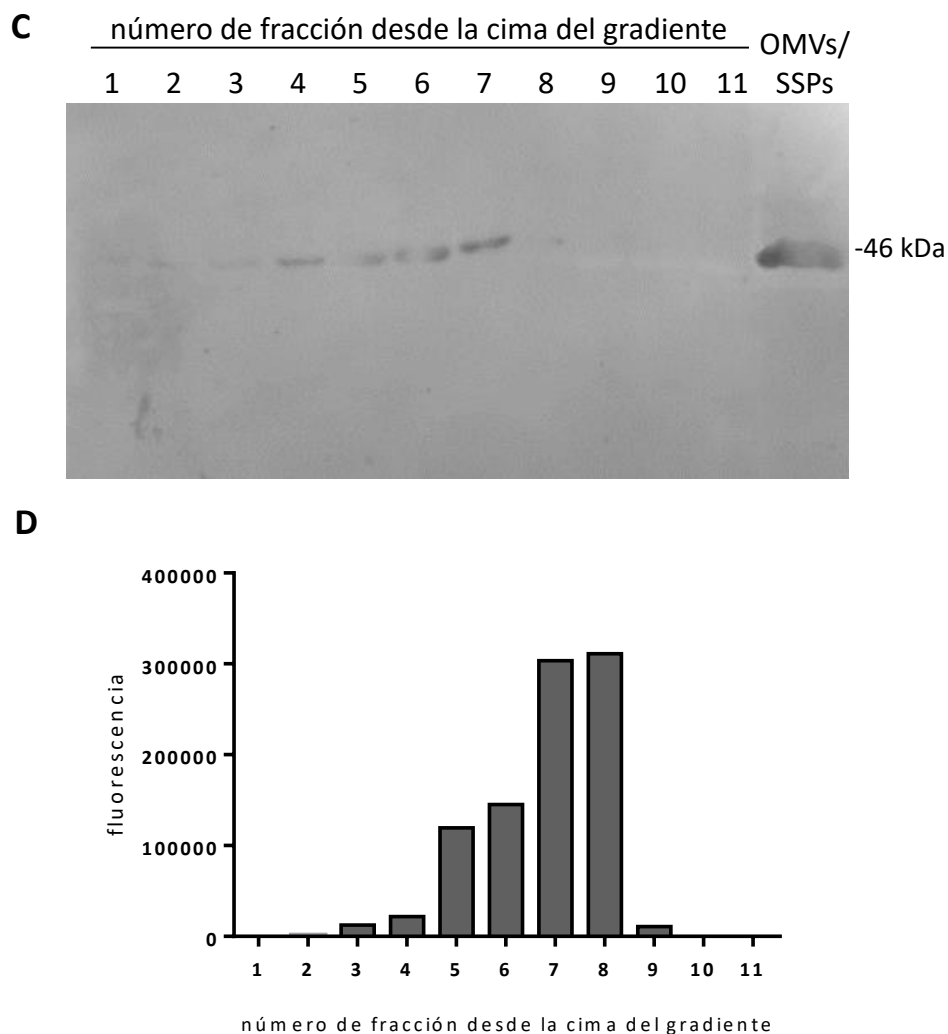 C
número de fracción desde la cima del gradiente
OMVs/
SSPs
1 2 3 4 5 6 7 8 9 10 11
-46 kDa
D
400000
300000
200000
100000
0
fluorescencia
1 2 3 4 5 6 7 8 9 10 11
número de fracción desde la cima del gradiente